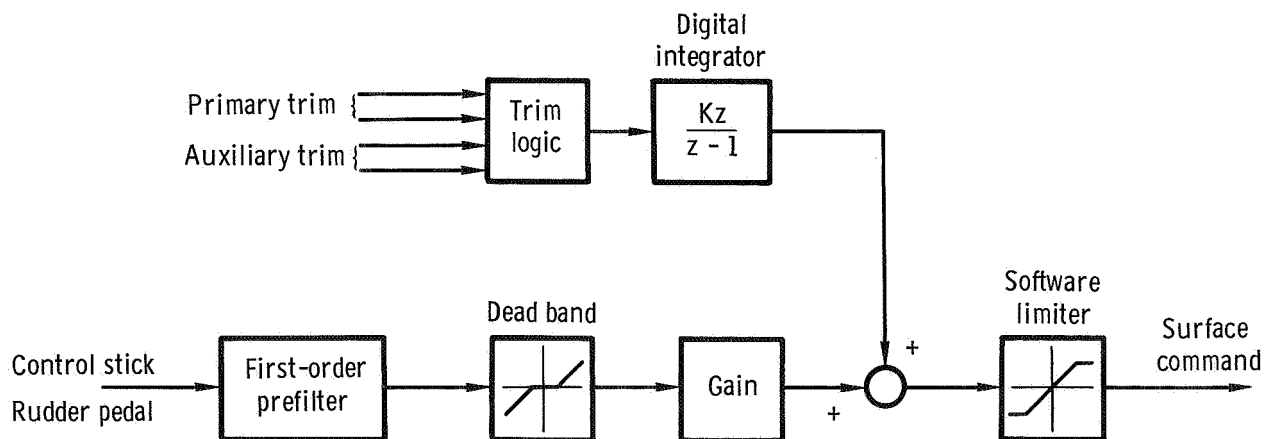 Digital
integrator
Primary trim {
Auxiliary trim {
Trim
logic
Kz
z - 1
Dead band
Software
limiter
Surface
command
Control stick
Rudder pedal
First-order
prefilter
Gain
+
+